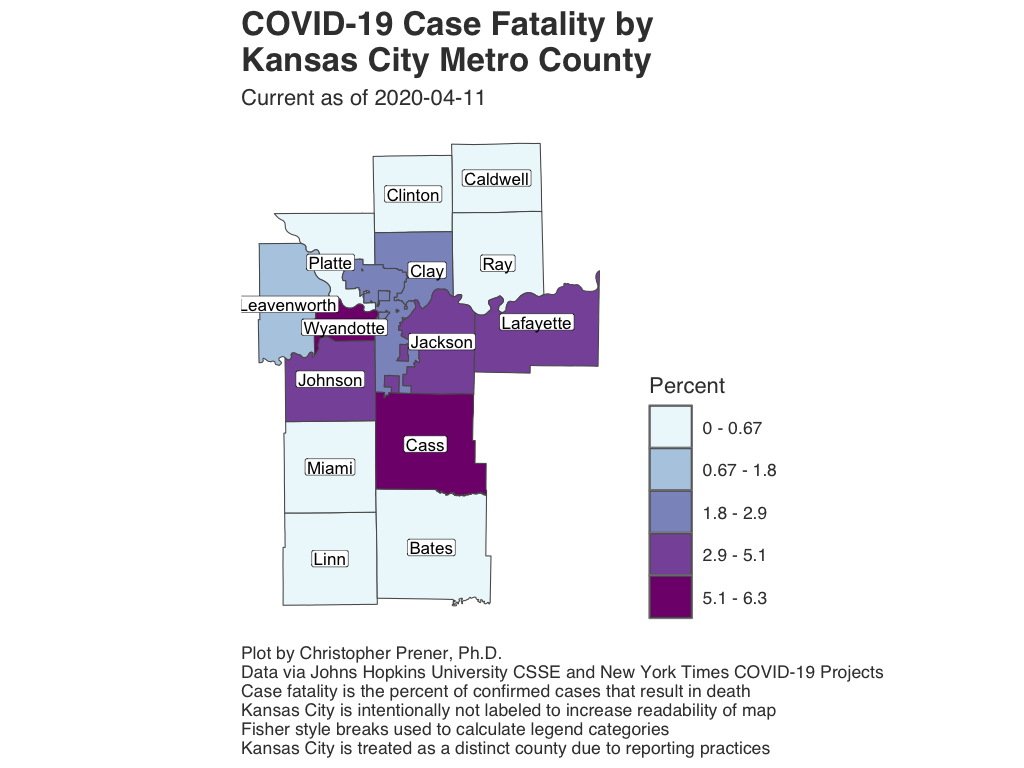 COVID-19 Case Fatality by
Kansas City Metro County
Current as of 2020-04-11
Caldwell
Clinton
Platte
Clay
Ray
Leavenworth
Wyandotte
Lafayette
Jackson
Johnson
Cass
Miami
Bates
Linn
Percent
0 - 0.67
0.67 - 1.8
1.8 - 2.9
2.9 - 5.1
5.1 - 6.3
Plot by Christopher Prener, Ph.D.
Data via Johns Hopkins University CSSE and New York Times COVID-19 Projects
Case fatality is the percent of confirmed cases that result in death
Kansas City is intentionally not labeled to increase readability of map
Fisher style breaks used to calculate legend categories
Kansas City is treated as a distinct county due to reporting practices